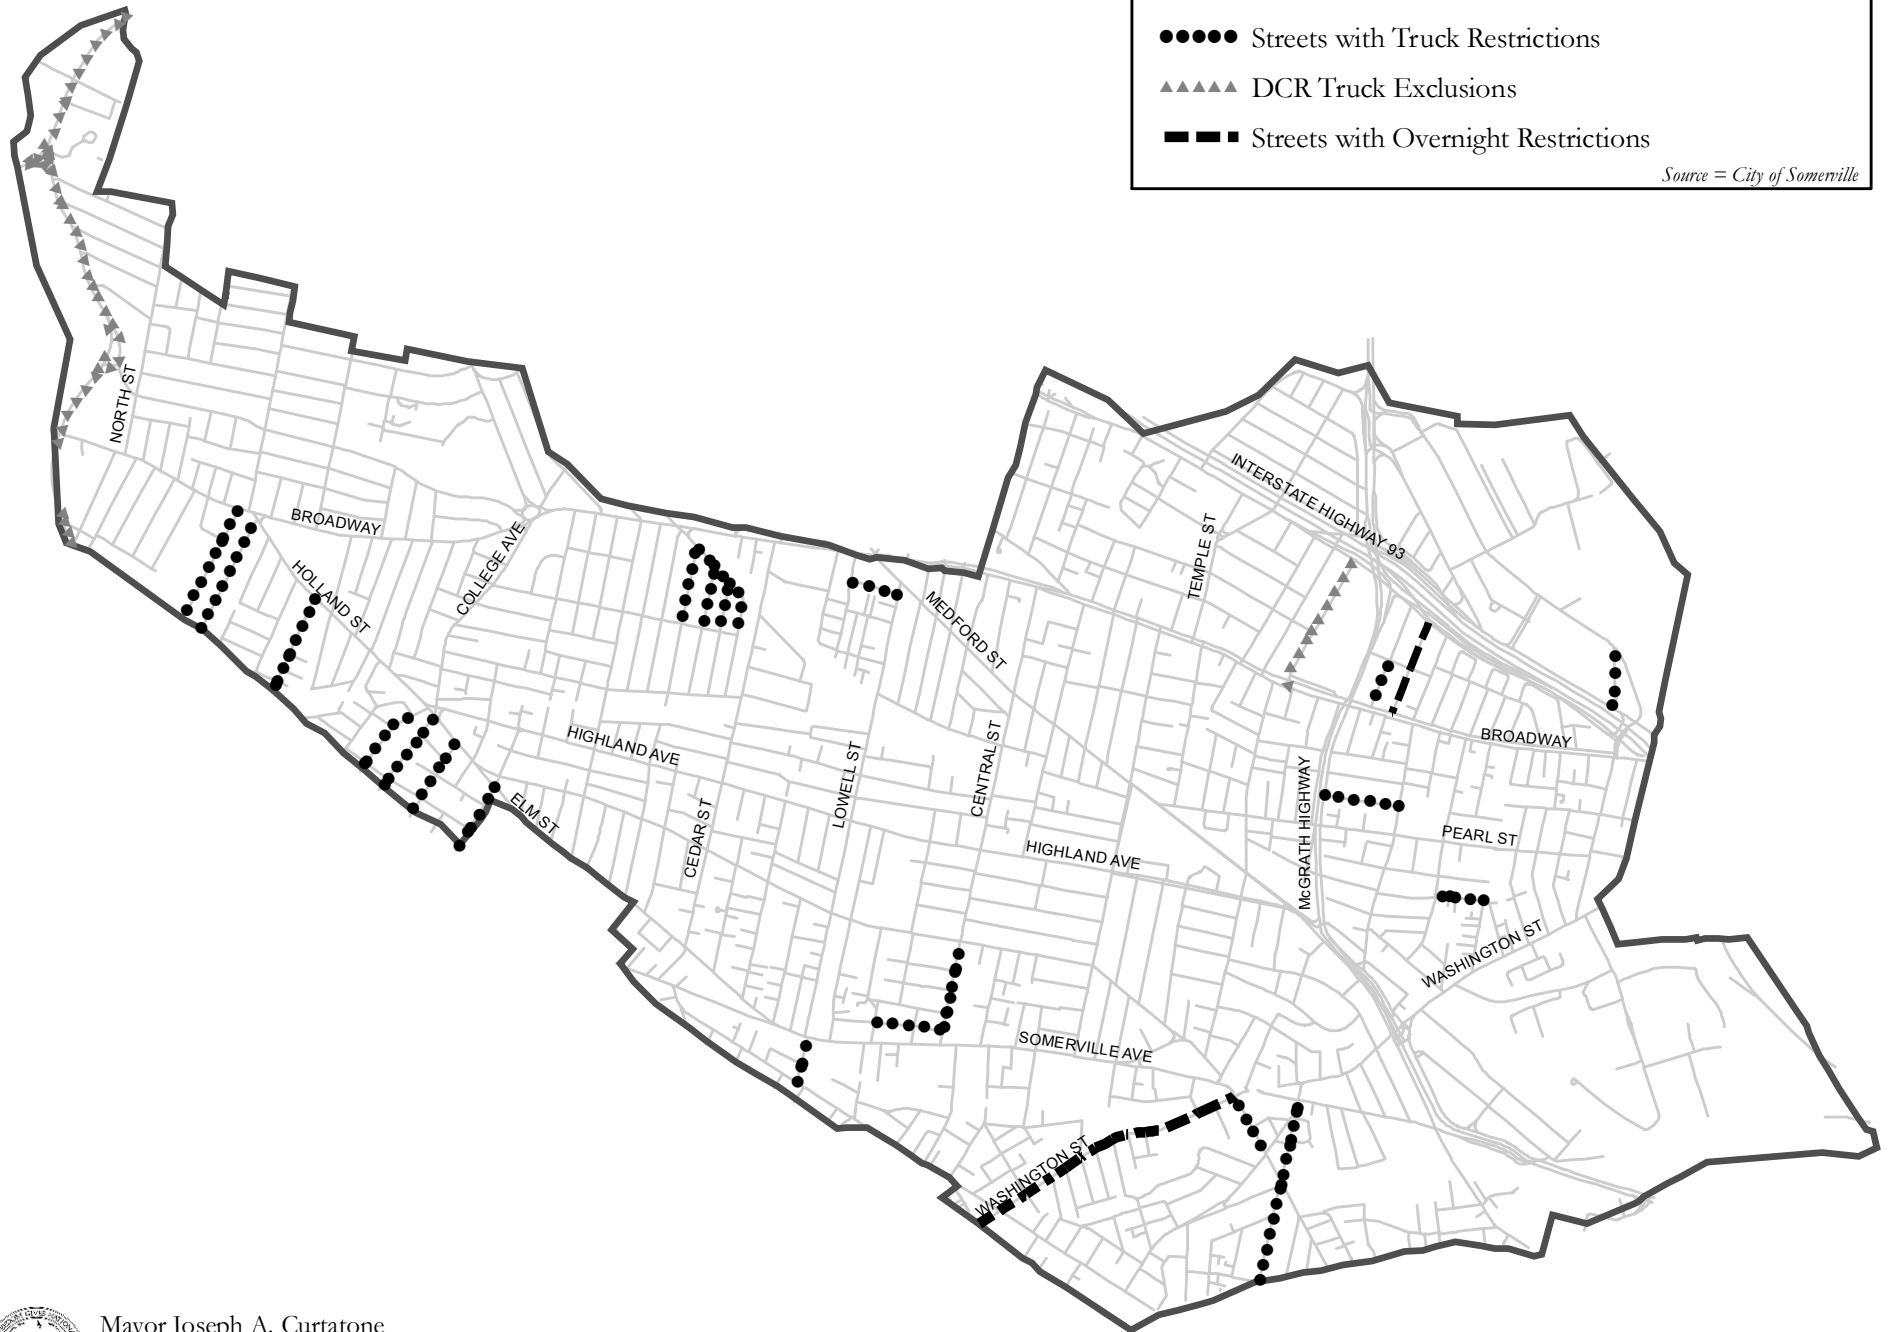 Streets with Truck Restrictions
DCR Truck Exclusions
Streets with Overnight Restrictions
Source = City of Somerville
NORTH ST
BROADWAY
HOLLAND ST
COLLEGE AVE
INTERSTATE HIGHWAY 93
TEMPLE ST
MEDFORD ST
HIGHLAND AVE
ELM ST
CEDAR ST
LOWELL ST
CENTRAL ST
HIGHLAND AVE
McGRATH HIGHWAY
BROADWAY
PEARL ST
WASHINGTON ST
SOMERVILLE AVE
WASHINGTON ST
Mayor Joseph A. Curtatone